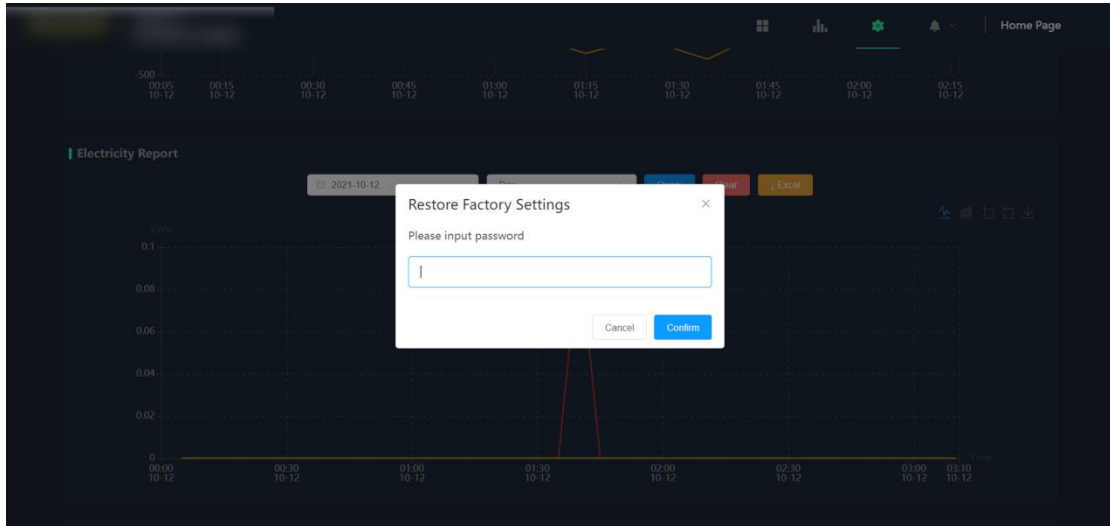 Home Page
-500
00:05 00:15 00:30 00:45 01:00 01:15 01:30 01:45 02:00 02:15
10-12 10-12 10-12 10-12 10-12 10-12 10-12 10-12 10-12 10-12
Electricity Report
2021-10-12 Day Clear ↓ Excel
Restore Factory Settings
Please input password
Cancel Confirm
kWh
0.1
0.08
0.06
0.04
0.02
0
00:00 00:30 01:00 01:30 02:00 02:30 03:00 03:10 Time
10-12 10-12 10-12 10-12 10-12 10-12 10-12 10-12